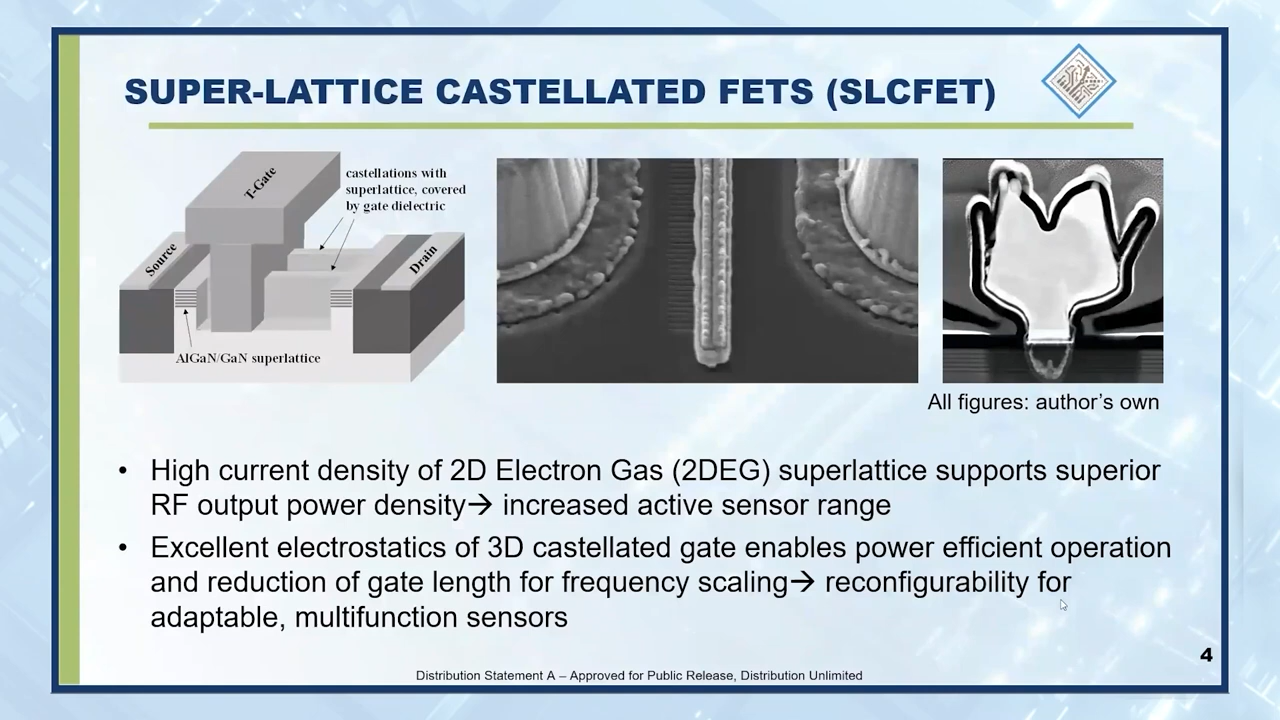 SUPER-LATTICE CASTELLATED FETS (SLCFET)
T-Gate
castellations with
superlattice, covered
by gate dielectric
Source
Drain
AlGaN/GaN superlattice
All figures: author's own
• High current density of 2D Electron Gas (2DEG) superlattice supports superior
RF output power density→ increased active sensor range
• Excellent electrostatics of 3D castellated gate enables power efficient operation
and reduction of gate length for frequency scaling→ reconfigurability for
adaptable, multifunction sensors
4
Distribution Statement A – Approved for Public Release, Distribution Unlimited